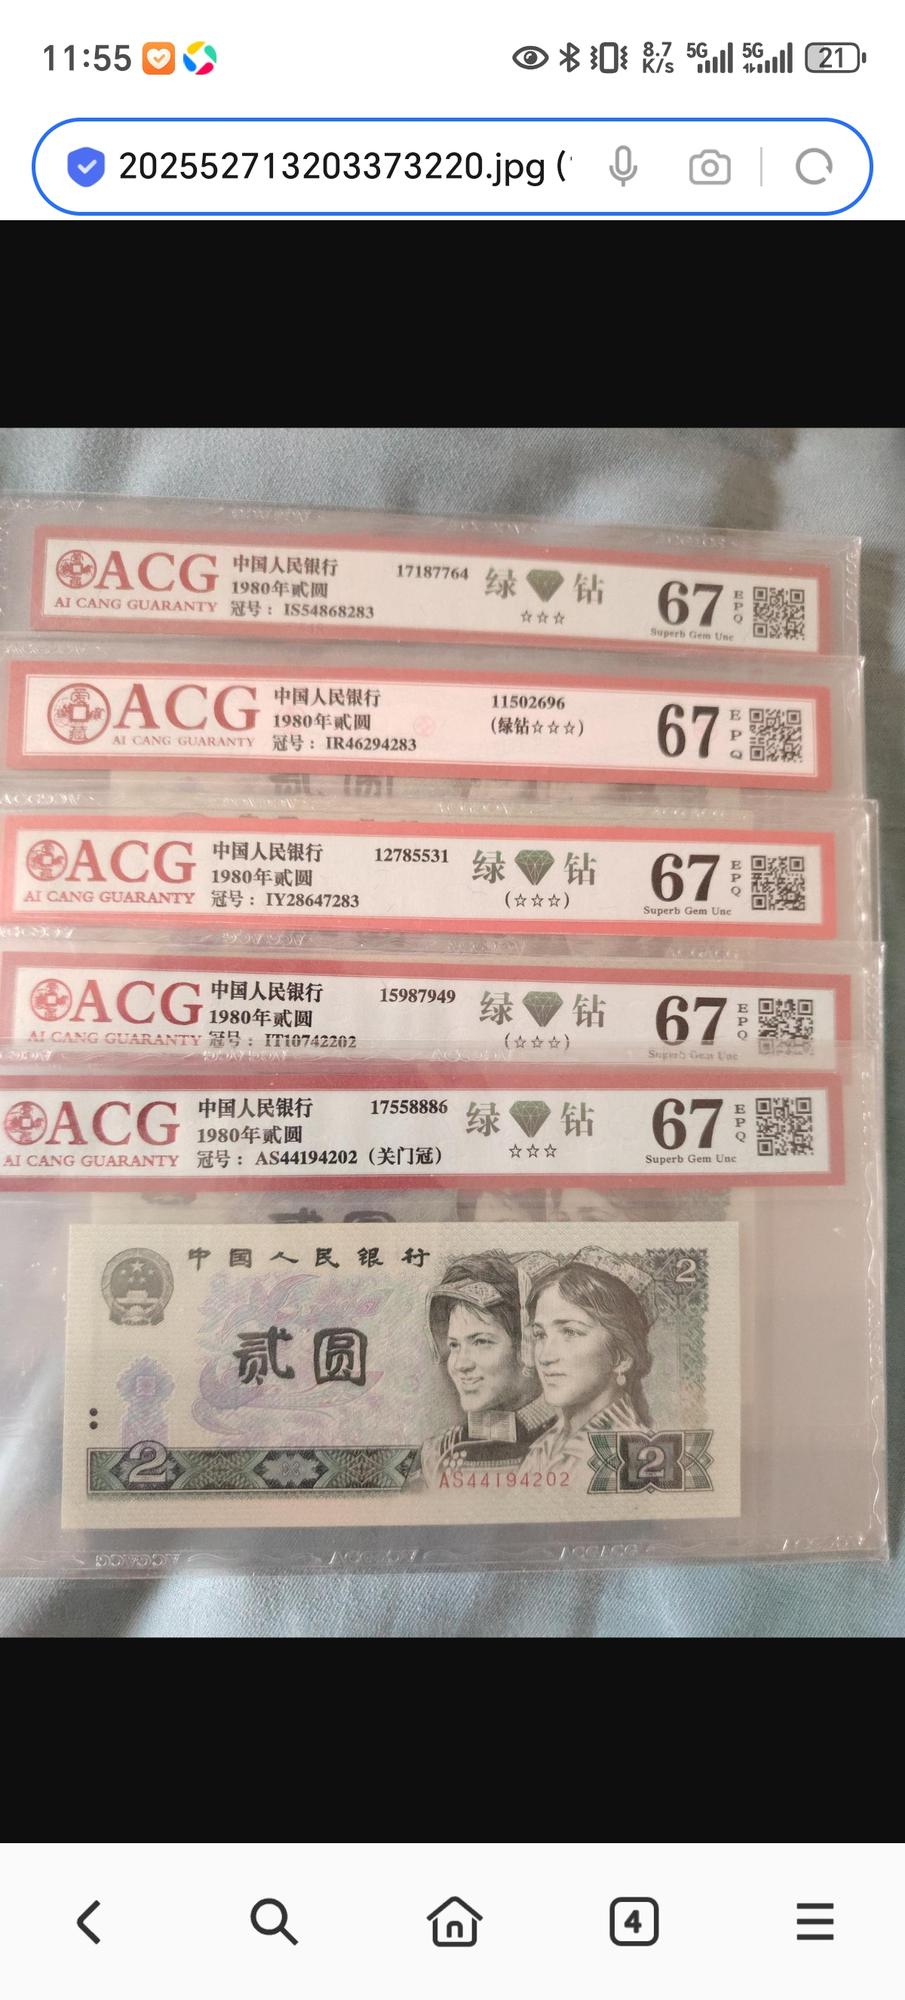 11:55
8.7 K/s 5G 5G 21
202552713203373220.jpg (
ACG
AI CANG GUARANTY
中国人民银行
1980年贰圆
冠号： IS54868283
17187764
绿 钻
☆☆☆
67
EPQ
Superb Gem Unc
爱藏
ACG
AI CANG GUARANTY
中国人民银行
1980年贰圆
冠号： IR46294283
11502696
(绿钻☆☆☆)
67
EPQ
贰 圆
ACG
AI CANG GUARANTY
中国人民银行
1980年贰圆
冠号： IY28647283
12785531
绿 钻
(☆☆☆)
67
EPQ
Superb Gem Unc
ACG
AI CANG GUARANTY
中国人民银行
1980年贰圆
冠号： IT10742202
15987949
绿 钻
(☆☆☆)
67
EPQ
Superb Gem Unc
ACG
AI CANG GUARANTY
中国人民银行
1980年贰圆
冠号： AS44194202（关门冠）
17558886
绿 钻
☆☆☆
67
EPQ
Superb Gem Unc
贰 圆
中国人民银行
2
贰圆
2
AS44194202
2
4